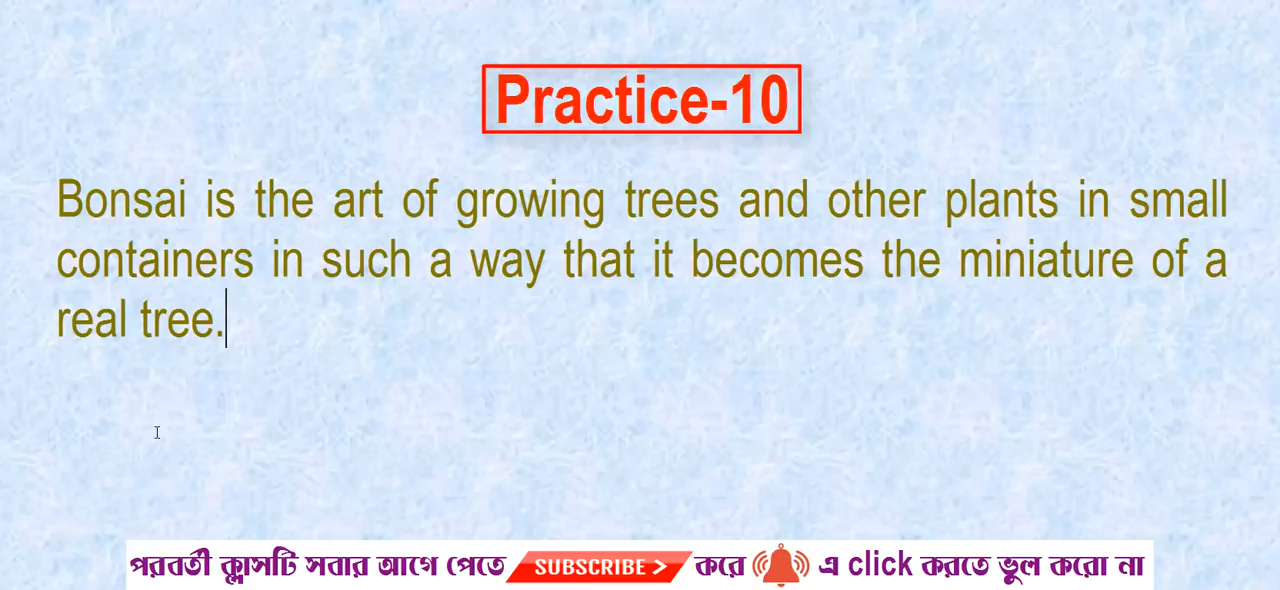 Practice-10
Bonsai is the art of growing trees and other plants in small
containers in such a way that it becomes the miniature of a
real tree.
পরবর্তী ক্লাসটি সবার আগে পেতে SUBSCRIBE > করে এ click করতে ভুল করো না